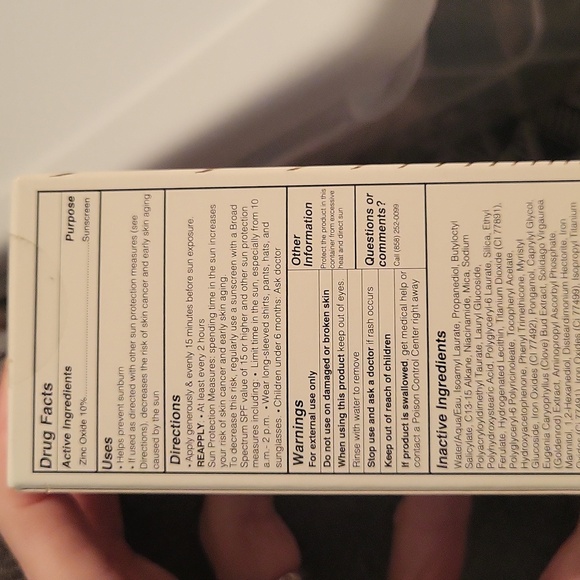 Drug Facts
Active Ingredients Purpose
Zinc Oxide 10% Sunscreen
Uses
• Helps prevent sunburn
• If used as directed with other sun protection measures (see
Directions), decreases the risk of skin cancer and early skin aging
caused by the sun
Directions
• Apply generously & evenly 15 minutes before sun exposure
REAPPLY • At least every 2 hours
Sun Protection Measures: spending time in the sun increases
your risk of skin cancer and early skin aging.
To decrease this risk, regularly use a sunscreen with a Broad
Spectrum SPF value of 15 or higher and other sun protection
measures including: • Limit time in the sun, especially from 10
a.m.- 2 p.m. • Wear long-sleeved shirts, pants, hats, and
sunglasses • Children under 6 months: Ask doctor
Warnings
For external use only
Do not use on damaged or broken skin
When using this product keep out of eyes.
Rinse with water to remove
Stop use and ask a doctor if rash occurs
Keep out of reach of children
If product is swallowed, get medical help or
contact a Poison Control Center right away
Other
Information
Protect the product in this
container from excessive
heat and direct sun
Questions or
comments?
Call (658) 252-0099
Inactive Ingredients
Water/Aqua/Eau, Isoamyl Laurate, Propanediol, Butyloctyl
Salicylate, C13-15 Alkane, Niacinamide, Mica, Sodium
Polyacryloyldimethyl Taurate, Lauryl Glucoside,
Polyhydroxystearic Acid, Polyglyceryl-6 Laurate, Silica, Ethyl
Ferulate, Hydrogenated Lecithin, Titanium Dioxide (CI 77891),
Polyglyceryl-6 Polyricinoleate, Tocopheryl Acetate,
Hydroxyacetophenone, Phenyl Trimethicone, Myristyl
Glucoside, Iron Oxides (CI 77492), Pentaerythrityl, Caprylyl Glycol,
Eugenia Caryophyllus (Clove) Bud Extract, Solidago Virgaurea
(Goldenrod) Extract, Aminopropyl Ascorbyl Phosphate,
Mannitol, 1,2-Hexanediol, Disteardimonium Hectorite, Iron
Iron Oxides (CI 77499), Isopropyl Titanium